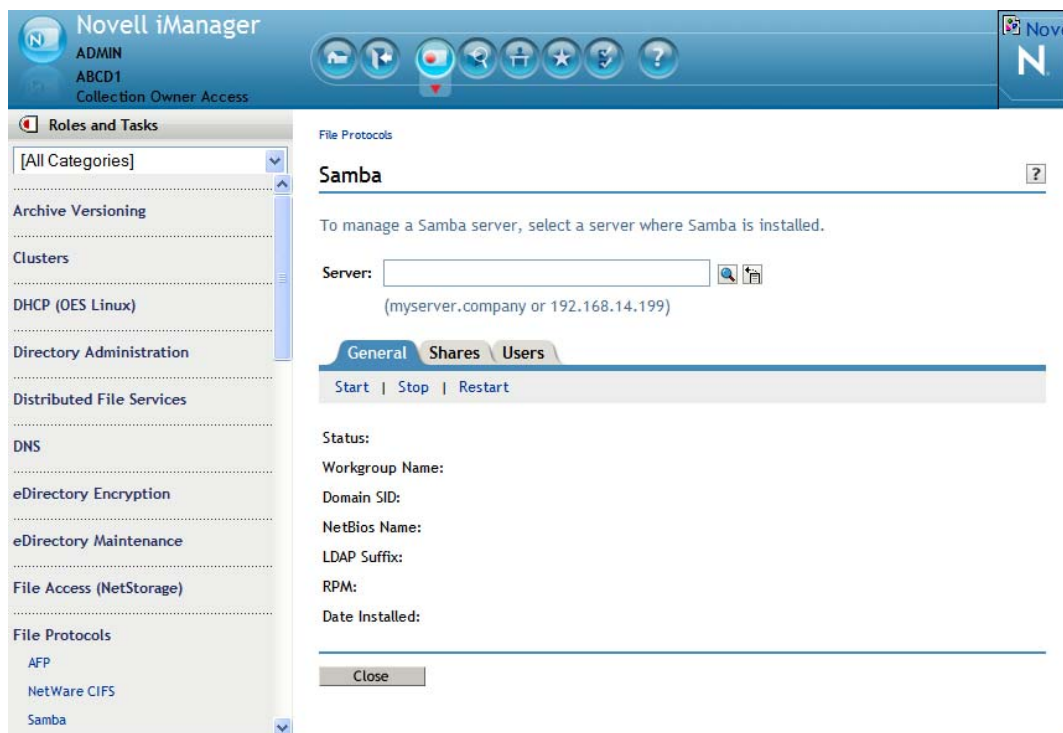 Novell iManager
ADMIN
ABCD1
Collection Owner Access
Nove
N
N
?
Roles and Tasks
[All Categories]
Archive Versioning
Clusters
DHCP (OES Linux)
Directory Administration
Distributed File Services
DNS
eDirectory Encryption
eDirectory Maintenance
File Access (NetStorage)
File Protocols
AFP
NetWare CIFS
Samba
File Protocols
Samba
?
To manage a Samba server, select a server where Samba is installed.
Server:
(myserver.company or 192.168.14.199)
General Shares Users
Start | Stop | Restart
Status:
Workgroup Name:
Domain SID:
NetBios Name:
LDAP Suffix:
RPM:
Date Installed:
Close